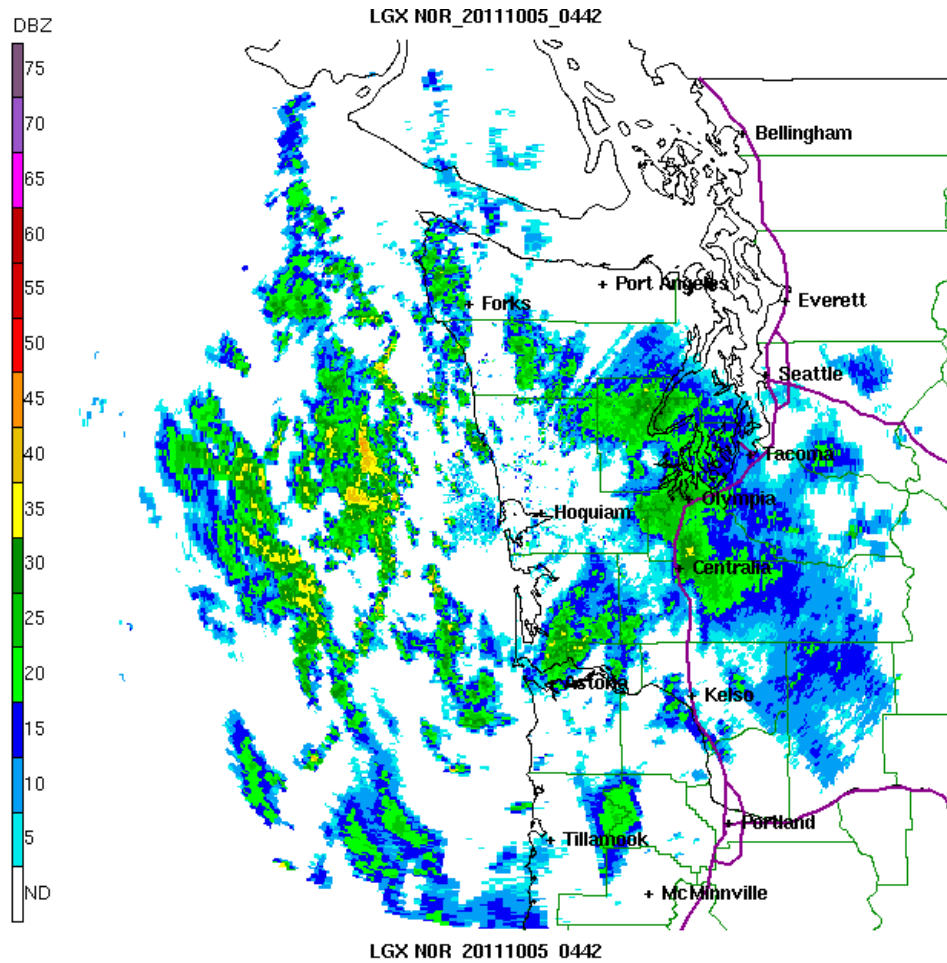 LGX N0R_20111005_0442
DBZ
75
70
65
60
55
50
45
40
35
30
25
20
15
10
5
ND
Bellingham
Port Angeles
Forks
Everett
Seattle
Tacoma
Olympia
Hoquiam
Centralia
Astoria
Kelso
Portland
Tillamook
McMinnville
LGX N0R_20111005_0442